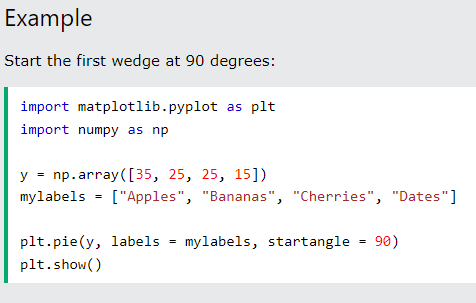 Example
Start the first wedge at 90 degrees:
import matplotlib.pyplot as plt
import numpy as np
y = np.array([35, 25, 25, 15])
mylabels = ["Apples", "Bananas", "Cherries", "Dates"]
plt.pie(y, labels = mylabels, startangle = 90)
plt.show()